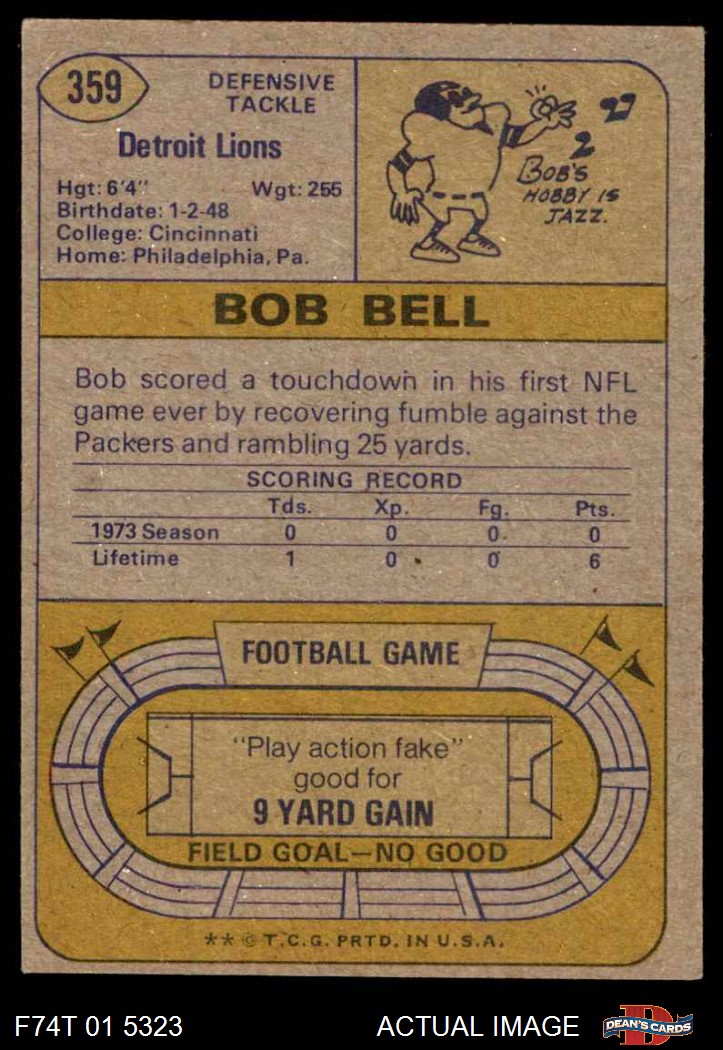 359
DEFENSIVE
TACKLE
Detroit Lions
Hgt: 6'4" Wgt: 255
Birthdate: 1-2-48
College: Cincinnati
Home: Philadelphia, Pa.
BOB'S
HOBBY IS
JAZZ.
BOB BELL
Bob scored a touchdown in his first NFL
game ever by recovering fumble against the
Packers and rambling 25 yards.
SCORING RECORD
Tds. Xp. Fg. Pts.
1973 Season 0 0 0 0
Lifetime 1 0 0 6
FOOTBALL GAME
"Play action fake"
good for
9 YARD GAIN
FIELD GOAL—NO GOOD
** © T.C.G. PRTD. IN U.S.A.
F74T 01 5323 ACTUAL IMAGE
DEAN'S CARDS